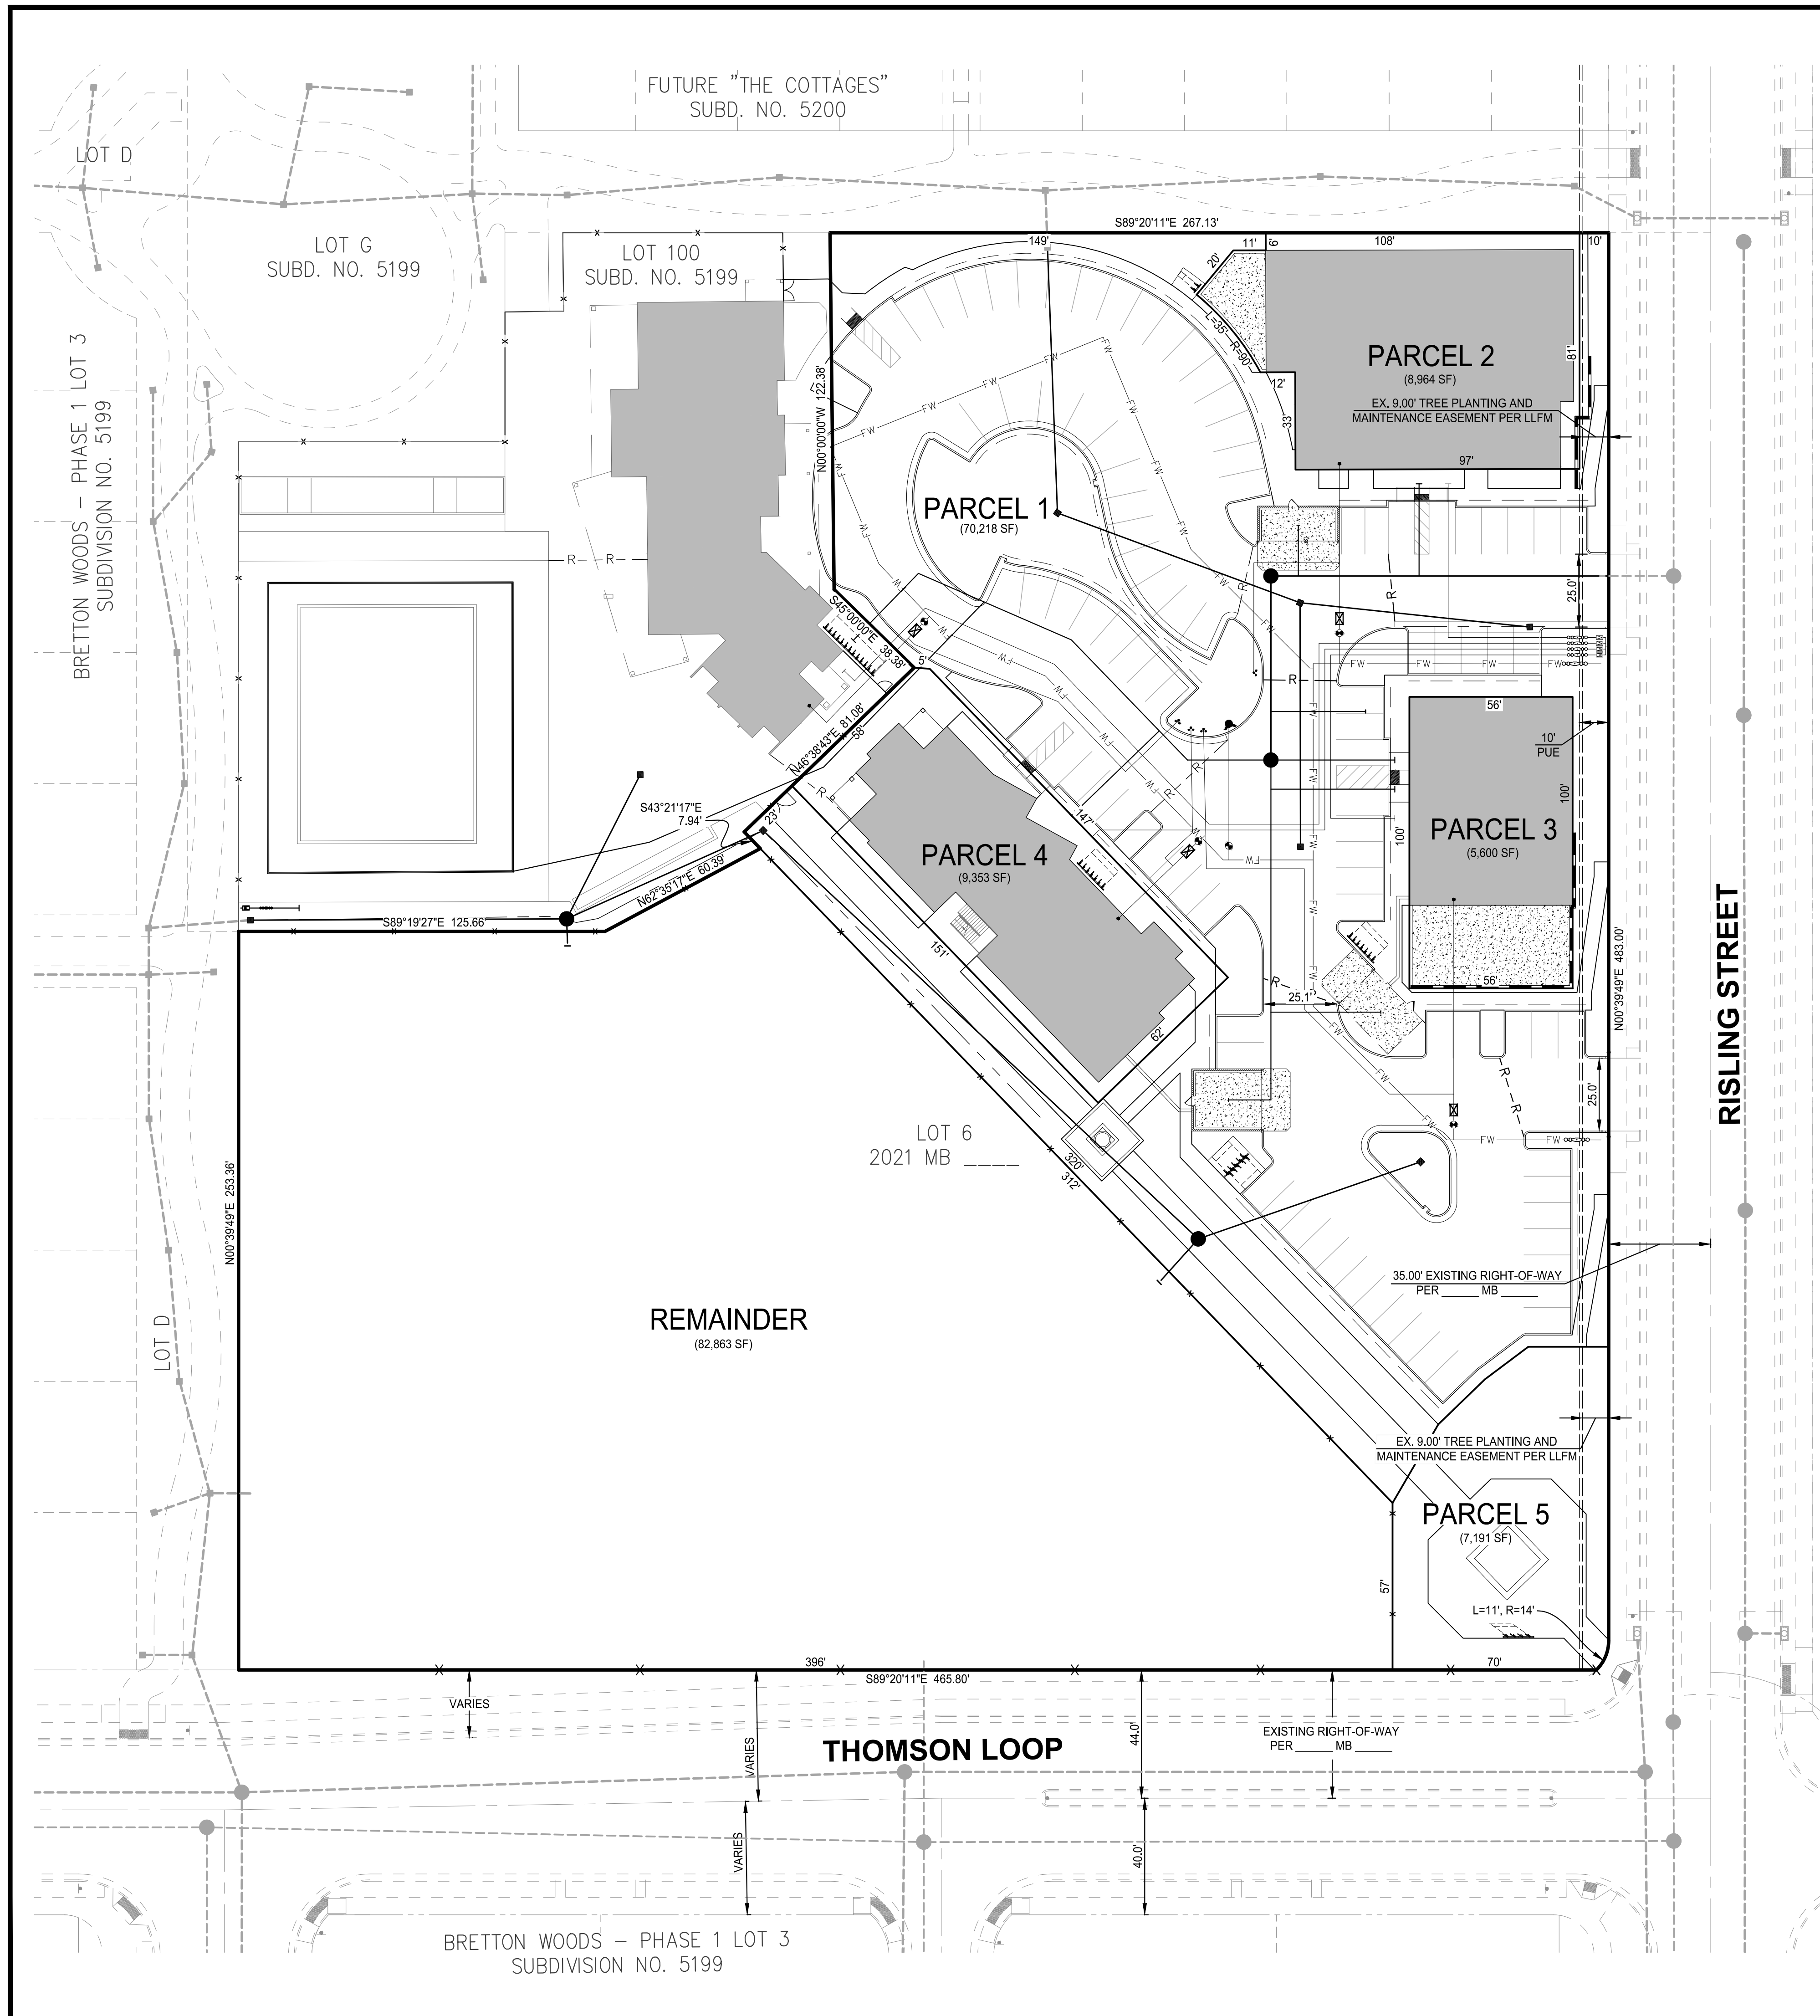 FUTURE "THE COTTAGES"
SUBD. NO. 5200
LOT D
LOT G
SUBD. NO. 5199
LOT 100
SUBD. NO. 5199
S89°20'11"E 267.13'
149'
11'
6'
108'
10'
20'
L=35'
R=90'
PARCEL 2
(8,964 SF)
81'
12'
33'
EX. 9.00' TREE PLANTING AND
MAINTENANCE EASEMENT PER LLFM
97'
N00°00'00"W 122.38'
BRETTON WOODS - PHASE 1 LOT 3
SUBDIVISION NO. 5199
PARCEL 1
(70,218 SF)
25.0'
S45°00'00"E 38.38'
5'
56'
10'
PUE
N46°38'43"E 81.08'
58'
S43°21'17"E
7.94'
23'
147'
100'
100'
PARCEL 3
(5,600 SF)
PARCEL 4
(9,353 SF)
N62°35'17"E 60.39'
S89°19'27"E 125.66'
151'
56'
25.1'
62'
N00°39'49"E 483.00'
RISLING STREET
25.0'
LOT 6
2021 MB ____
320'
312'
N00°39'49"E 253.36'
35.00' EXISTING RIGHT-OF-WAY
PER _____ MB _____
REMAINDER
(82,863 SF)
LOT D
EX. 9.00' TREE PLANTING AND
MAINTENANCE EASEMENT PER LLFM
PARCEL 5
(7,191 SF)
57'
L=11', R=14'
396'
70'
S89°20'11"E 465.80'
VARIES
VARIES
44.0'
EXISTING RIGHT-OF-WAY
PER _____ MB _____
THOMSON LOOP
VARIES
40.0'
BRETTON WOODS - PHASE 1 LOT 3
SUBDIVISION NO. 5199